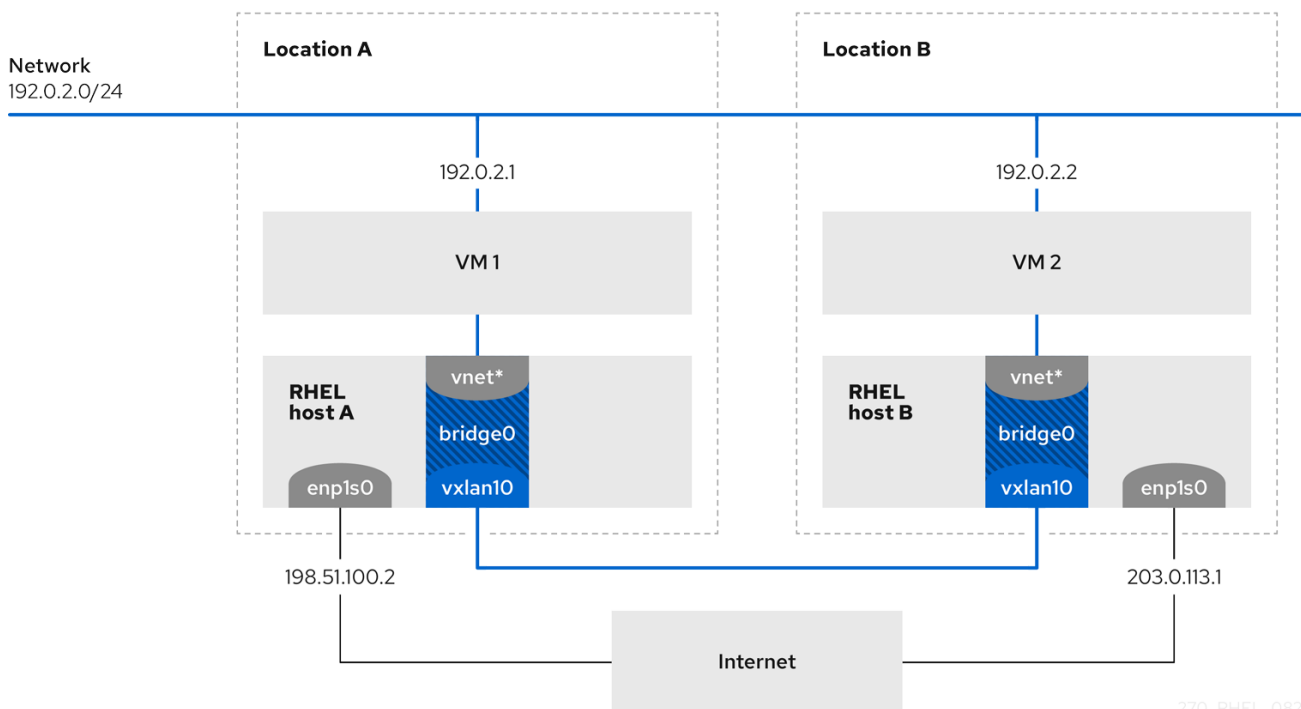 Location A
Location B
Network
192.0.2.0/24
192.0.2.1
192.0.2.2
VM 1
VM 2
vnet*
vnet*
RHEL
host A
RHEL
host B
bridge0
bridge0
enp1s0
vxlan10
vxlan10
enp1s0
198.51.100.2
203.0.113.1
Internet